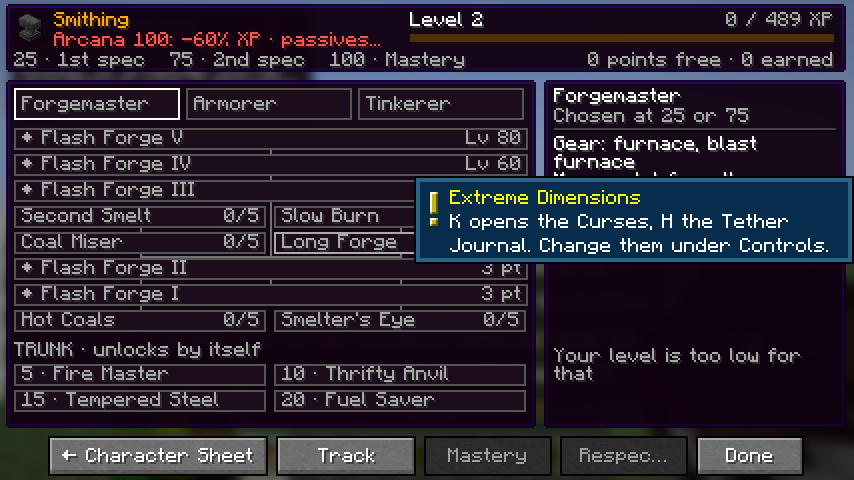 Smithing
Level 2
0 / 489 XP
Arcana 100: -60% XP · passives...
25 · 1st spec 75 · 2nd spec 100 · Mastery
0 points free · 0 earned
Forgemaster
Armorer
Tinkerer
Flash Forge V Lv 80
Flash Forge IV Lv 60
Flash Forge III
Second Smelt 0/5
Slow Burn
Coal Miser 0/5
Long Forge
Flash Forge II 3 pt
Flash Forge I 3 pt
Hot Coals 0/5
Smelter's Eye 0/5
TRUNK · unlocks by itself
5 · Fire Master
10 · Thrifty Anvil
15 · Tempered Steel
20 · Fuel Saver
Forgemaster
Chosen at 25 or 75
Gear: furnace, blast
furnace
Extreme Dimensions
K opens the Curses, H the Tether
Journal. Change them under Controls.
Your level is too low for
that
← Character Sheet
Track
Mastery
Respec...
Done